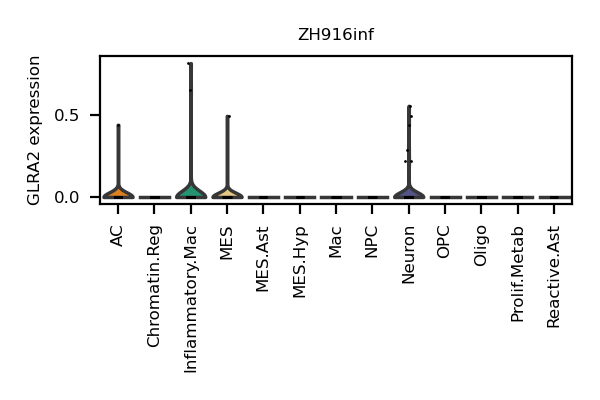 ZH916inf
GLRA2 expression
0.5
0.0
AC
Chromatin.Reg
Inflammatory.Mac
MES
MES.Ast
MES.Hyp
Mac
NPC
Neuron
OPC
Oligo
Prolif.Metab
Reactive.Ast